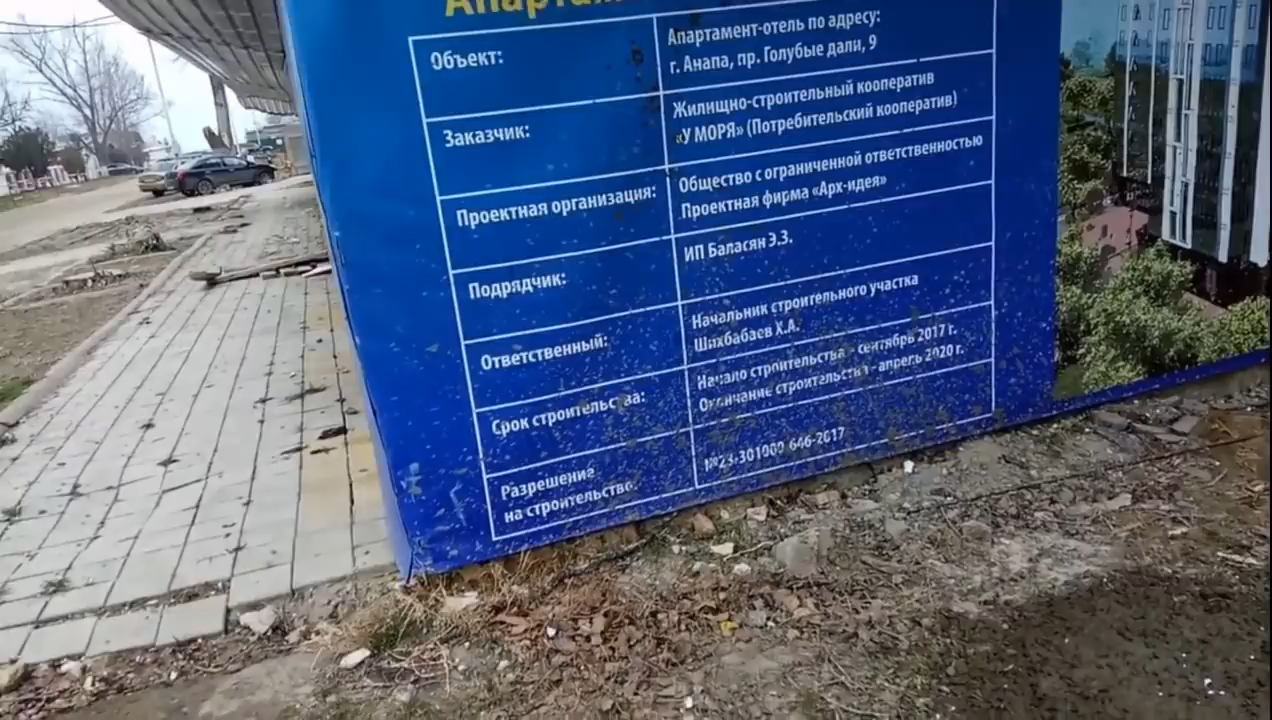 Объект:
Апартамент-отель по адресу:
г. Анапа, пр. Голубые дали, 9
Заказчик:
Жилищно-строительный кооператив
«У МОРЯ» (Потребительский кооператив)
Проектная организация:
Общество с ограниченной ответственностью
Проектная фирма «Арх-идея»
Подрядчик:
ИП Баласян Э.З.
Ответственный:
Начальник строительного участка
Шихбабаев Х.А.
Срок строительства:
Начало строительства - сентябрь 2017 г.
Окончание строительства - апрель 2020 г.
Разрешение
на строительство:
№23-301000-646-2017